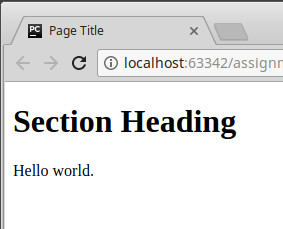 PC Page Title
localhost:63342/assignm
Section Heading
Hello world.